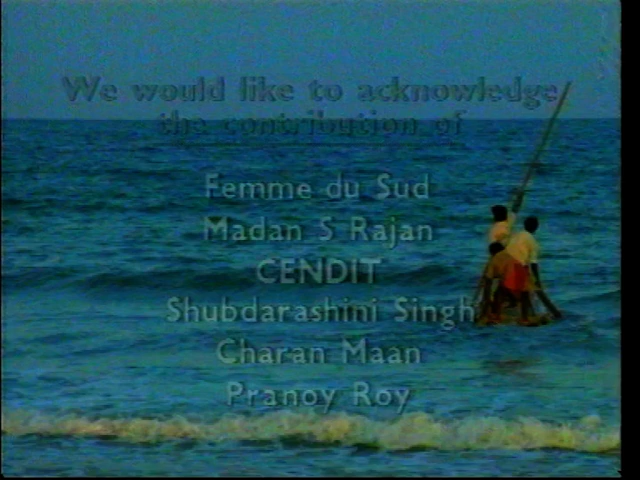 We would like to acknowledge
the contribution of
Femme du Sud
Madan S Rajan
CENDIT
Shubdarashini Singh
Charan Maan
Pranoy Roy